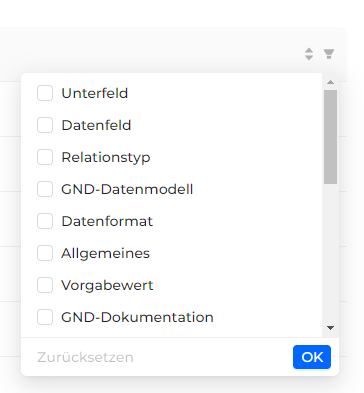 Unterfeld
Datenfeld
Relationstyp
GND-Datenmodell
Datenformat
Allgemeines
Vorgabewert
GND-Dokumentation
Zurücksetzen OK